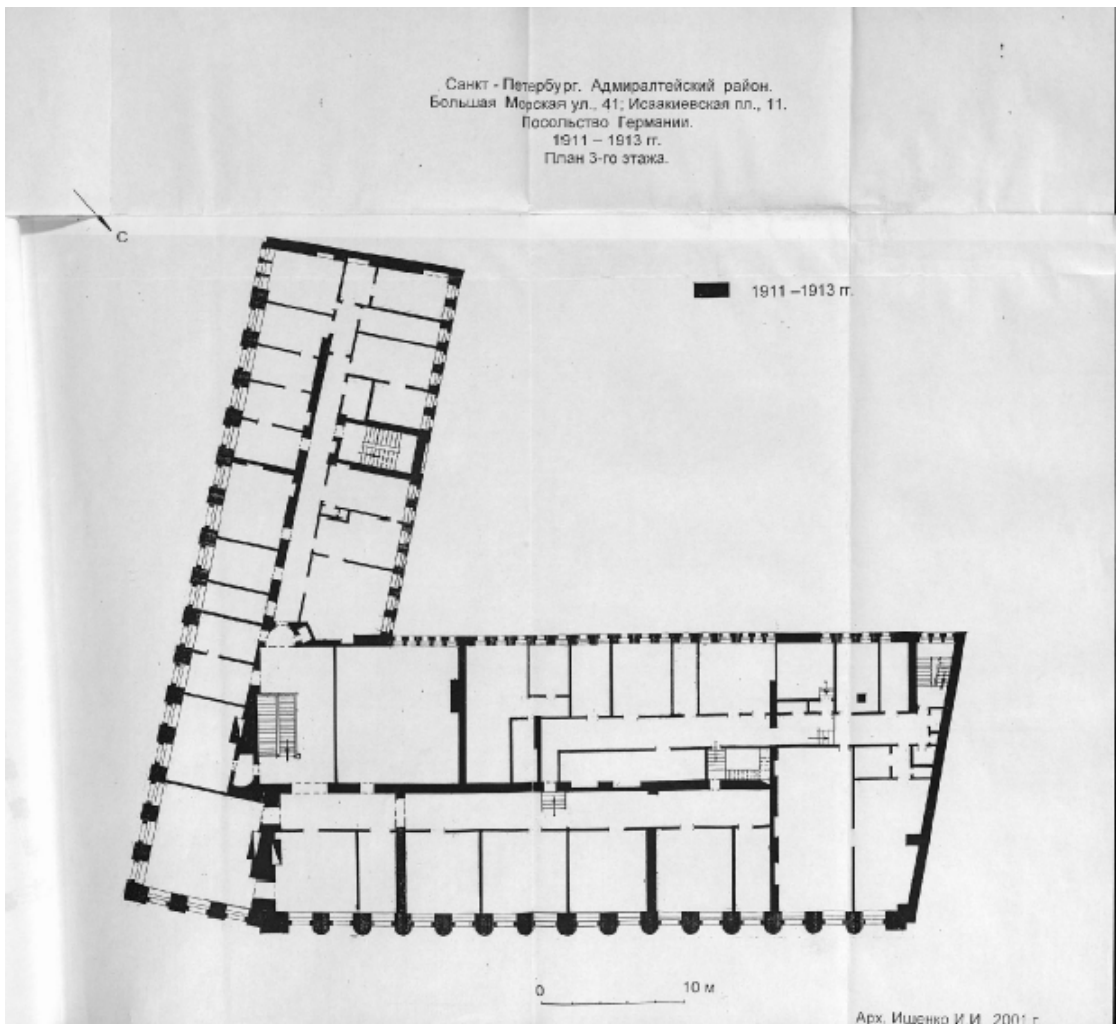 Санкт - Петербург. Адмиралтейский район.
Большая Морская ул., 41; Исаакиевская пл., 11.
Посольство Германии.
1911 – 1913 гг.
План 3-го этажа.
С
1911 –1913 гг.
0 10 м
Арх. Ищенко И.И. 2001 г.